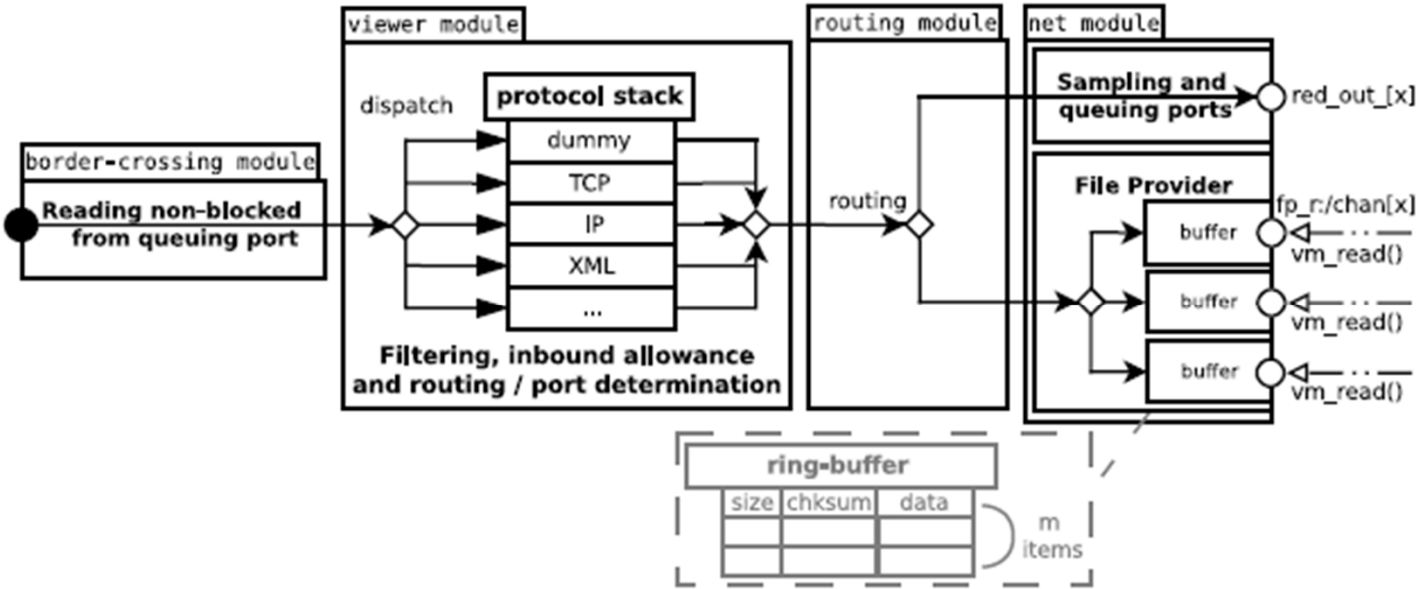 border-crossing module
Reading non-blocked
from queuing port
viewer module
dispatch
protocol stack
dummy
TCP
IP
XML
...
Filtering, inbound allowance
and routing / port determination
routing module
routing
net module
Sampling and
queuing ports
red_out_[x]
File Provider
fp_r:/chan[x]
buffer
vm_read()
buffer
vm_read()
buffer
vm_read()
ring-buffer
size chksum data
m
items